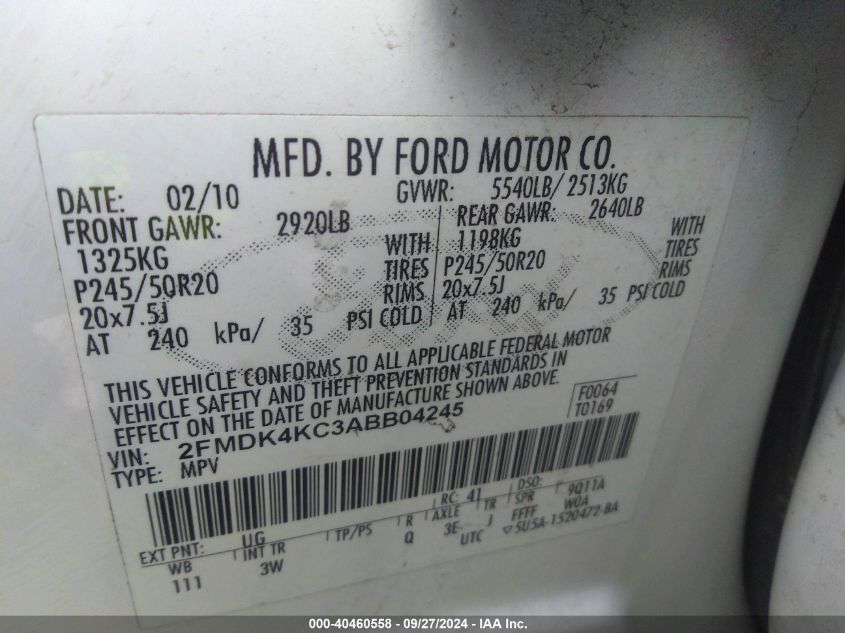 MFD. BY FORD MOTOR CO.
DATE: 02/10 GVWR: 5540LB/ 2513KG
FRONT GAWR: 2920LB REAR GAWR: 2640LB
1325KG WITH 1198KG WITH
P245/50R20 TIRES P245/50R20 TIRES
20x7.5J RIMS 20x7.5J RIMS
AT 240 kPa/ 35 PSI COLD AT 240 kPa/ 35 PSI COLD
THIS VEHICLE CONFORMS TO ALL APPLICABLE FEDERAL MOTOR
VEHICLE SAFETY AND THEFT PREVENTION STANDARDS IN
EFFECT ON THE DATE OF MANUFACTURE SHOWN ABOVE.
F0064
T0169
VIN: 2FMDK4KC3ABB04245
TYPE: MPV
RC: 41 DSO: 9Q11A
EXT PNT: UG
WB INT TR TP/PS R AXLE TR SPR WOA
111 3W Q 3E J FFFF
UTC 5U5A-1520472-BA
000-40460558 - 09/27/2024 - IAA Inc.